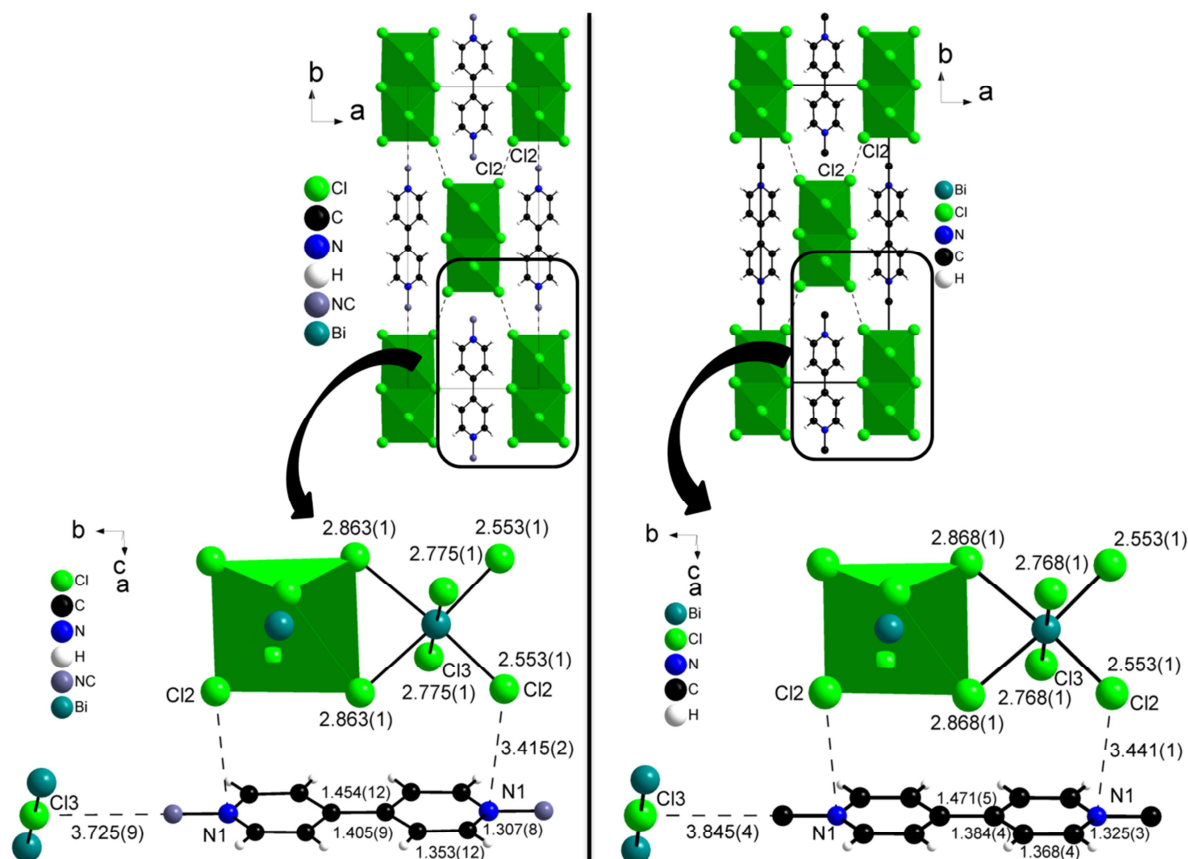 b
a
Cl2
Cl2
Cl
C
N
H
NC
Bi
b
c
a
Cl
C
N
H
NC
Bi
2.863(1)
2.553(1)
2.775(1)
Cl3
2.553(1)
2.775(1)
Cl2
Cl2
2.863(1)
3.415(2)
Cl3
3.725(9)
N1
1.454(12)
1.405(9)
N1
1.307(8)
1.353(12)
b
a
Cl2
Cl2
Bi
Cl
N
C
H
b
c
a
Bi
Cl
N
C
H
2.868(1)
2.553(1)
2.768(1)
Cl3
2.553(1)
2.768(1)
Cl2
Cl2
2.868(1)
3.441(1)
Cl3
3.845(4)
N1
1.471(5)
1.384(4)
N1
1.325(3)
1.368(4)